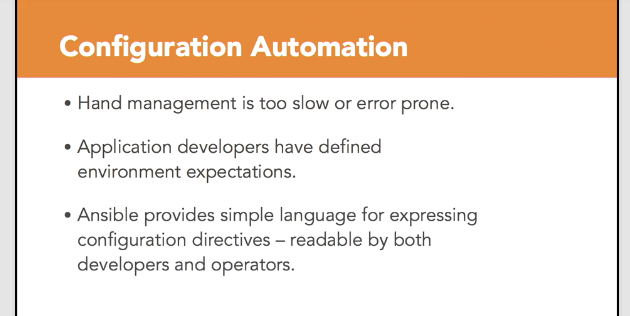 Configuration Automation
• Hand management is too slow or error prone.
• Application developers have defined
environment expectations.
• Ansible provides simple language for expressing
configuration directives – readable by both
developers and operators.